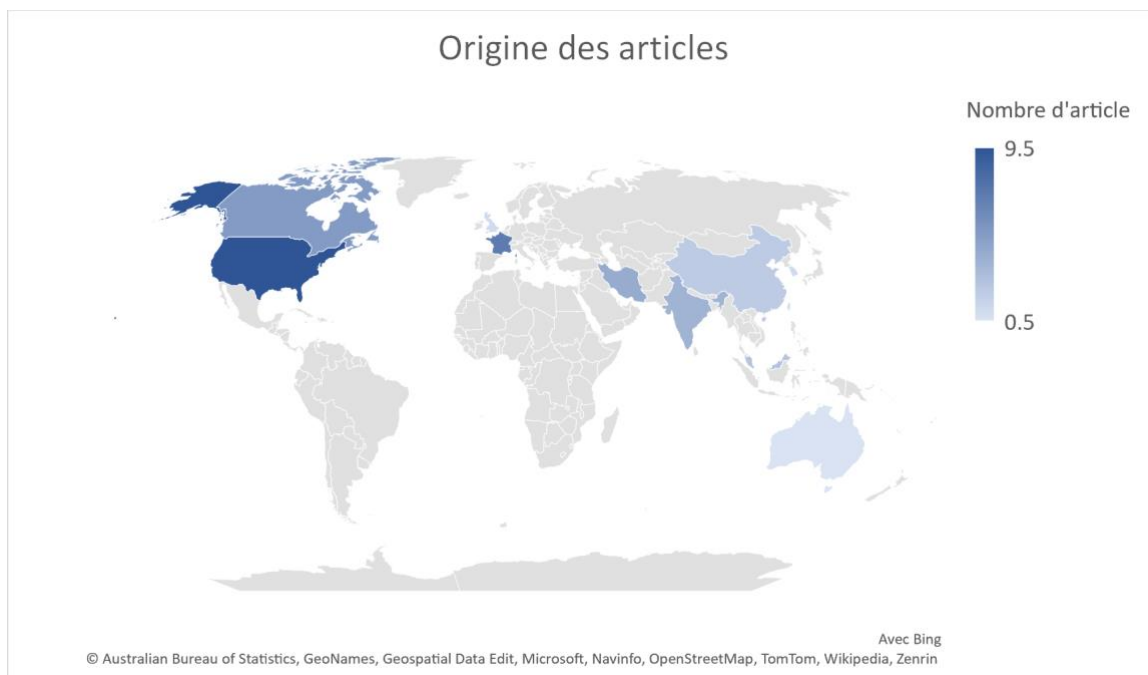 Origine des articles
Nombre d'article
9.5
0.5
Avec Bing
© Australian Bureau of Statistics, GeoNames, Geospatial Data Edit, Microsoft, Navinfo, OpenStreetMap, TomTom, Wikipedia, Zenrin